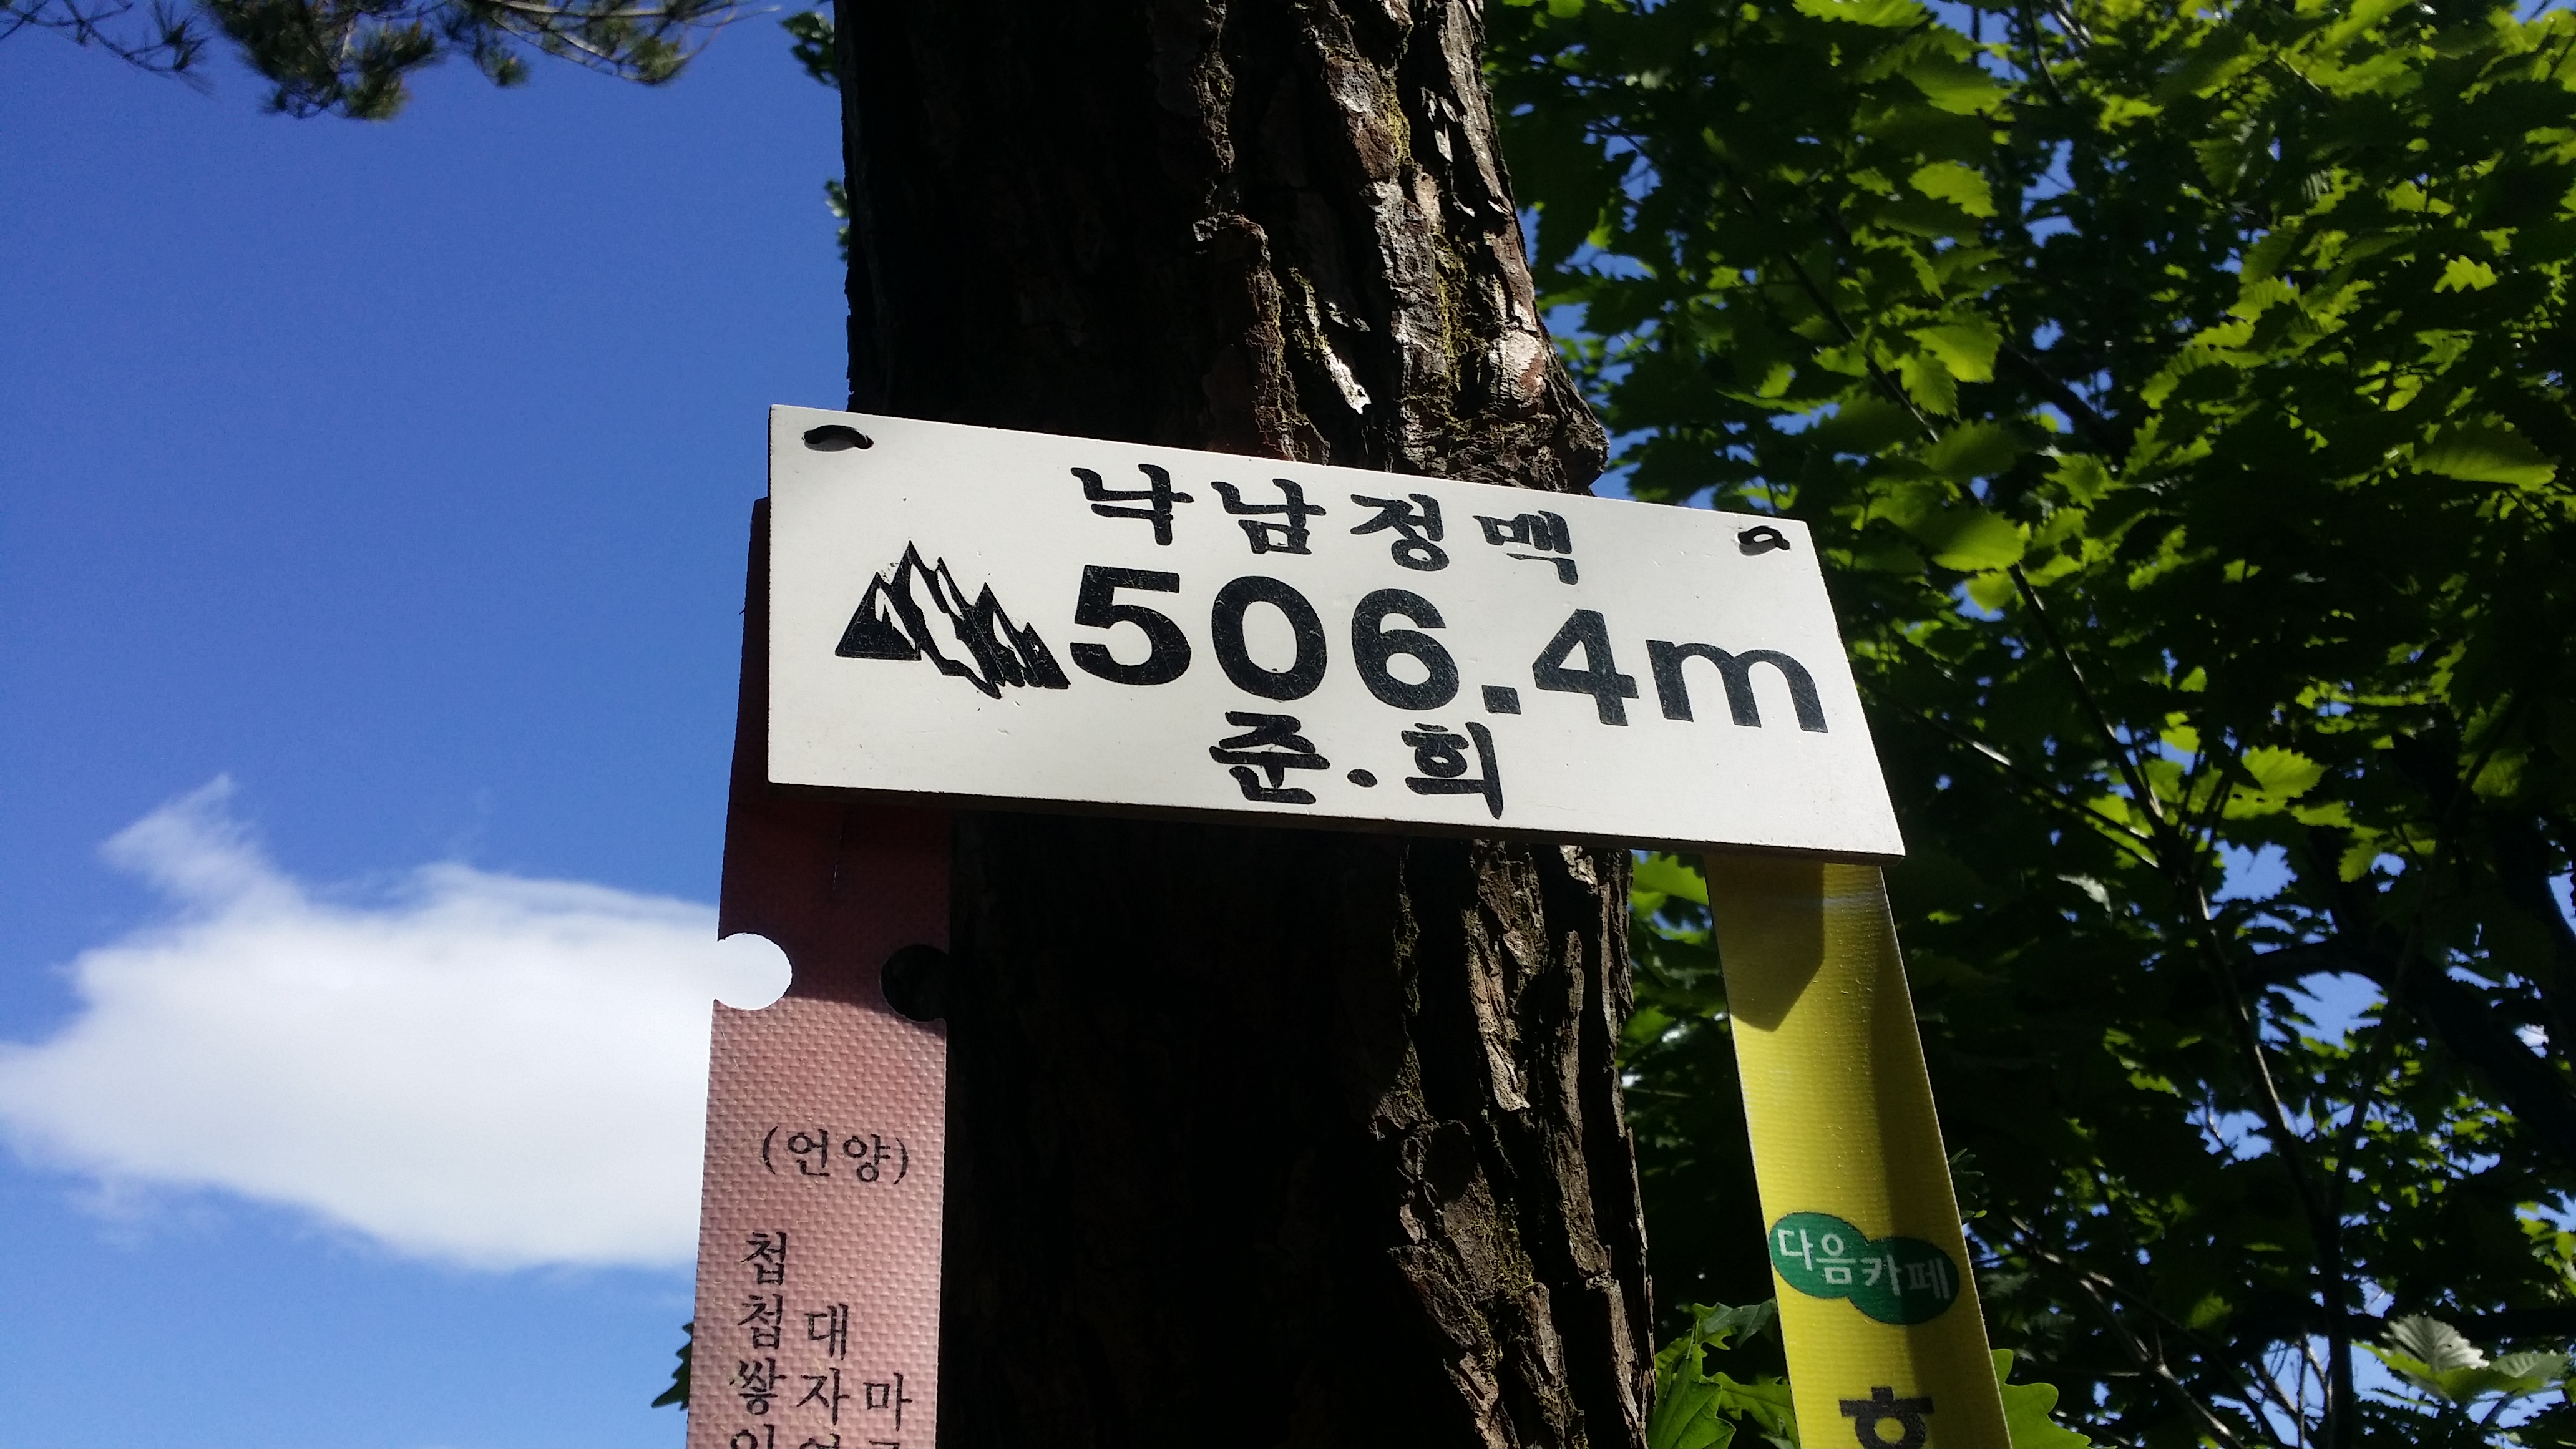 낙남정맥
506.4m
준.희
(언양)
첩첩쌓
대자
마
다음카페